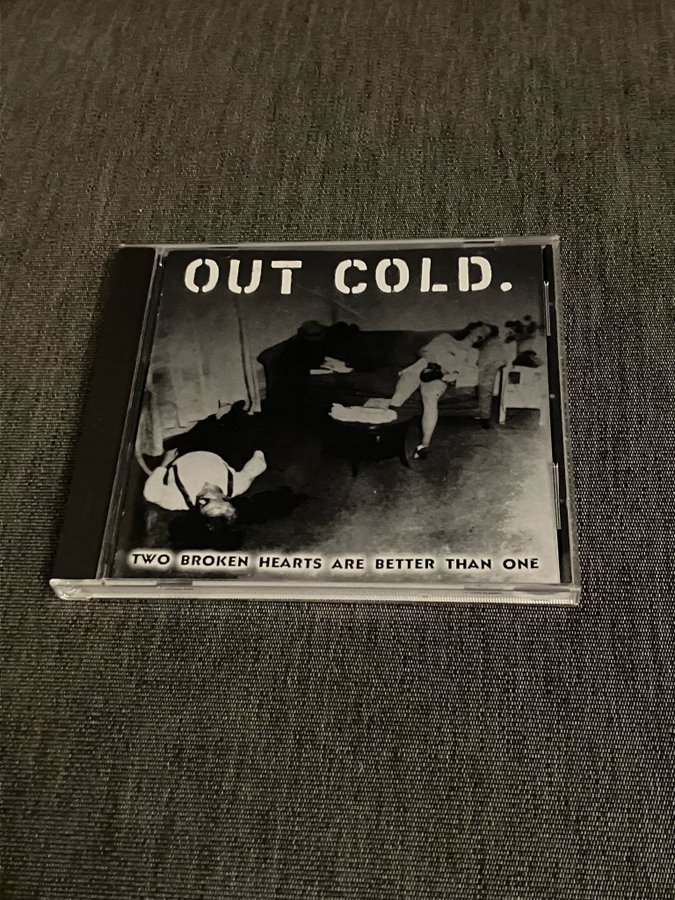 OUT COLD.
TWO BROKEN HEARTS ARE BETTER THAN ONE